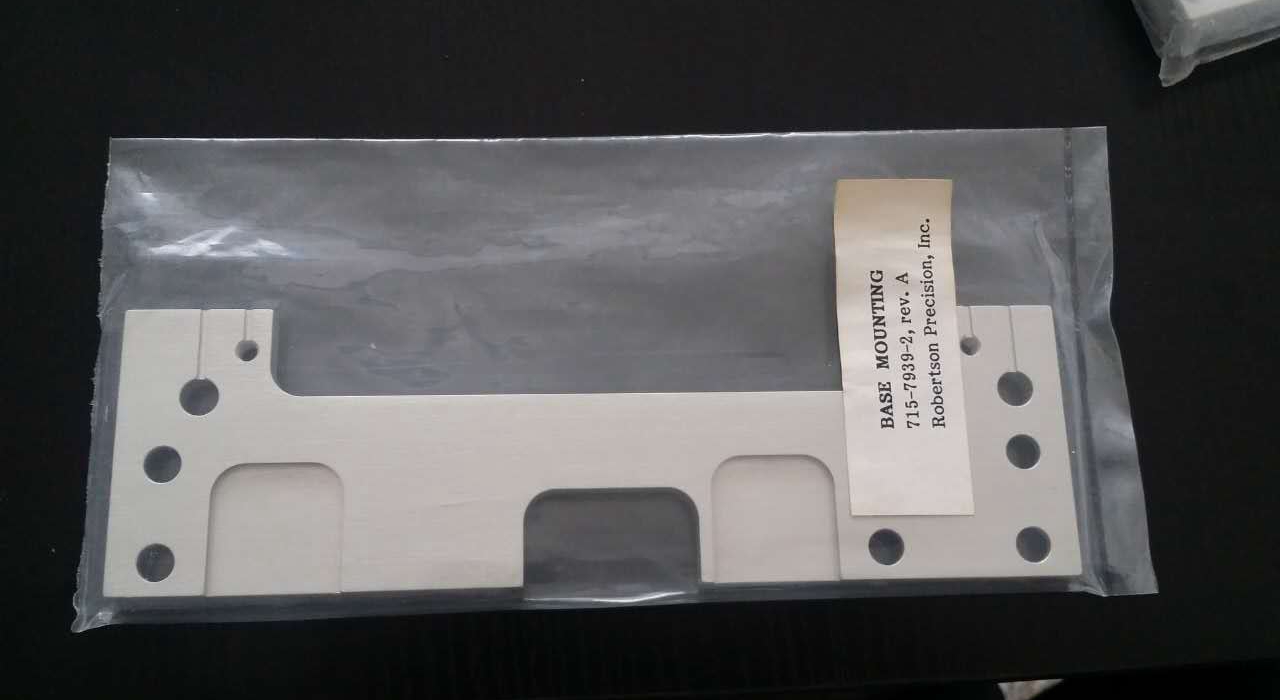 BASE MOUNTING
715-7939-2, rev. A
Robertson Precision, Inc.